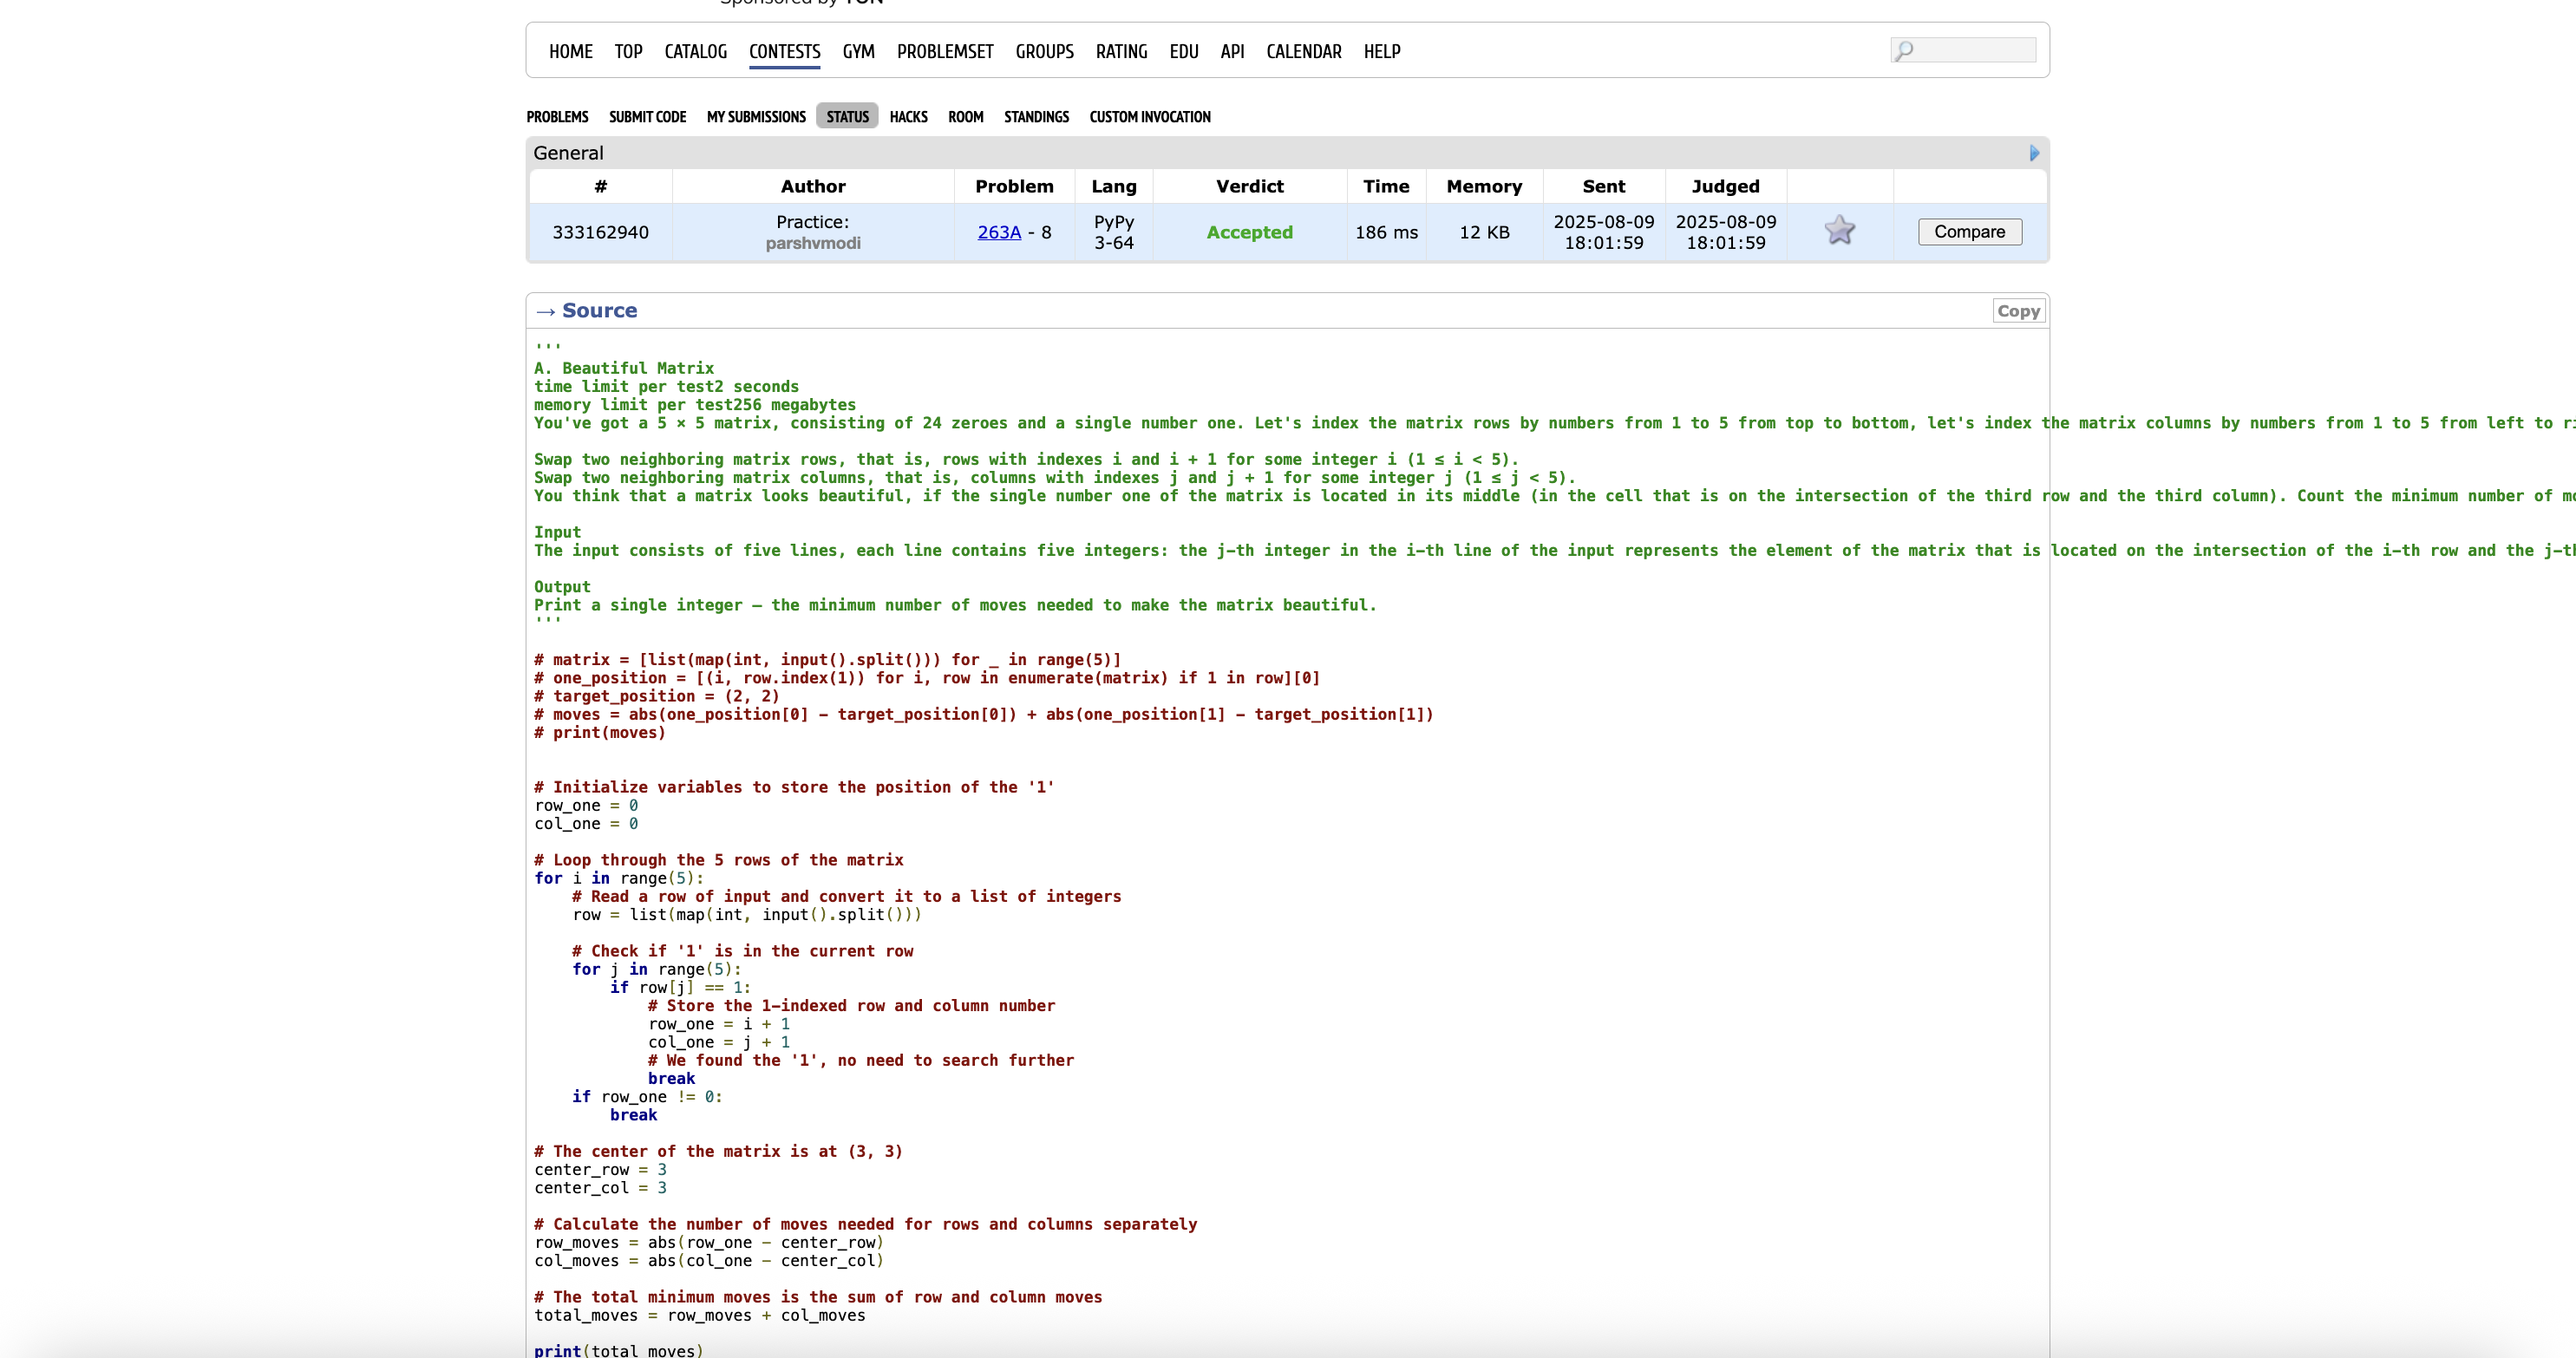 Sponsored by TON
HOME TOP CATALOG CONTESTS GYM PROBLEMSET GROUPS RATING EDU API CALENDAR HELP
PROBLEMS SUBMIT CODE MY SUBMISSIONS STATUS HACKS ROOM STANDINGS CUSTOM INVOCATION
General
# Author Problem Lang Verdict Time Memory Sent Judged
333162940 Practice: parshvmodi 263A - 8 PyPy 3-64 Accepted 186 ms 12 KB 2025-08-09 18:01:59 2025-08-09 18:01:59 Compare
→ Source Copy
'''
A. Beautiful Matrix
time limit per test2 seconds
memory limit per test256 megabytes
You've got a 5 × 5 matrix, consisting of 24 zeroes and a single number one. Let's index the matrix rows by numbers from 1 to 5 from top to bottom, let's index the matrix columns by numbers from 1 to 5 from left to
Swap two neighboring matrix rows, that is, rows with indexes i and i + 1 for some integer i (1 ≤ i < 5).
Swap two neighboring matrix columns, that is, columns with indexes j and j + 1 for some integer j (1 ≤ j < 5).
You think that a matrix looks beautiful, if the single number one of the matrix is located in its middle (in the cell that is on the intersection of the third row and the third column). Count the minimum number of
Input
The input consists of five lines, each line contains five integers: the j-th integer in the i-th line of the input represents the element of the matrix that is located on the intersection of the i-th row and the
Output
Print a single integer — the minimum number of moves needed to make the matrix beautiful.
'''
# matrix = [list(map(int, input().split())) for _ in range(5)]
# one_position = [(i, row.index(1)) for i, row in enumerate(matrix) if 1 in row][0]
# target_position = (2, 2)
# moves = abs(one_position[0] - target_position[0]) + abs(one_position[1] - target_position[1])
# print(moves)
# Initialize variables to store the position of the '1'
row_one = 0
col_one = 0
# Loop through the 5 rows of the matrix
for i in range(5):
    # Read a row of input and convert it to a list of integers
    row = list(map(int, input().split()))
    # Check if '1' is in the current row
    for j in range(5):
        if row[j] == 1:
            # Store the 1-indexed row and column number
            row_one = i + 1
            col_one = j + 1
            # We found the '1', no need to search further
            break
    if row_one != 0:
        break
# The center of the matrix is at (3, 3)
center_row = 3
center_col = 3
# Calculate the number of moves needed for rows and columns separately
row_moves = abs(row_one - center_row)
col_moves = abs(col_one - center_col)
# The total minimum moves is the sum of row and column moves
total_moves = row_moves + col_moves
print(total_moves)